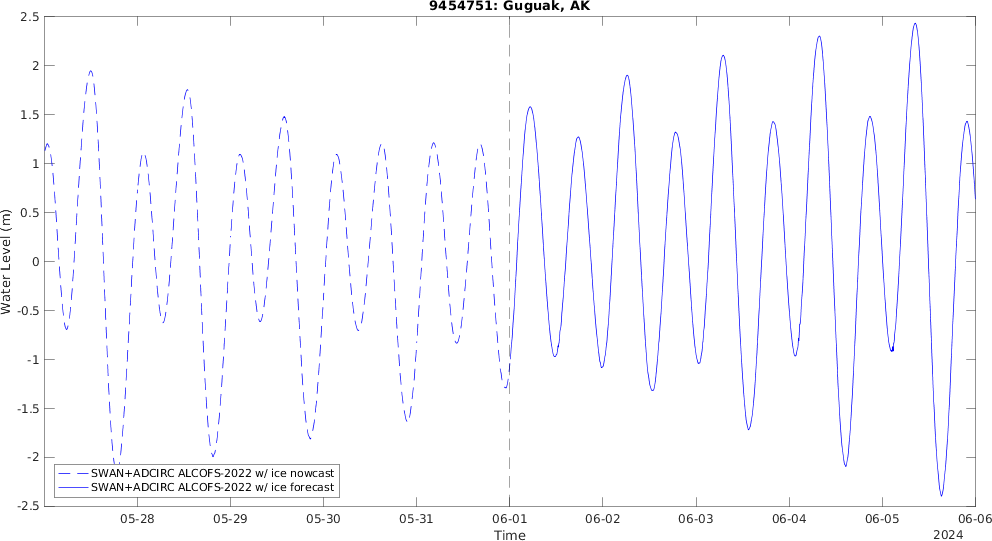 9454751: Guguak, AK
2.5
2
1.5
1
0.5
0
-0.5
-1
-1.5
-2
-2.5
Water Level (m)
SWAN+ADCIRC ALCOFS-2022 w/ ice nowcast
SWAN+ADCIRC ALCOFS-2022 w/ ice forecast
05-28 05-29 05-30 05-31 06-01 06-02 06-03 06-04 06-05 06-06
Time
2024